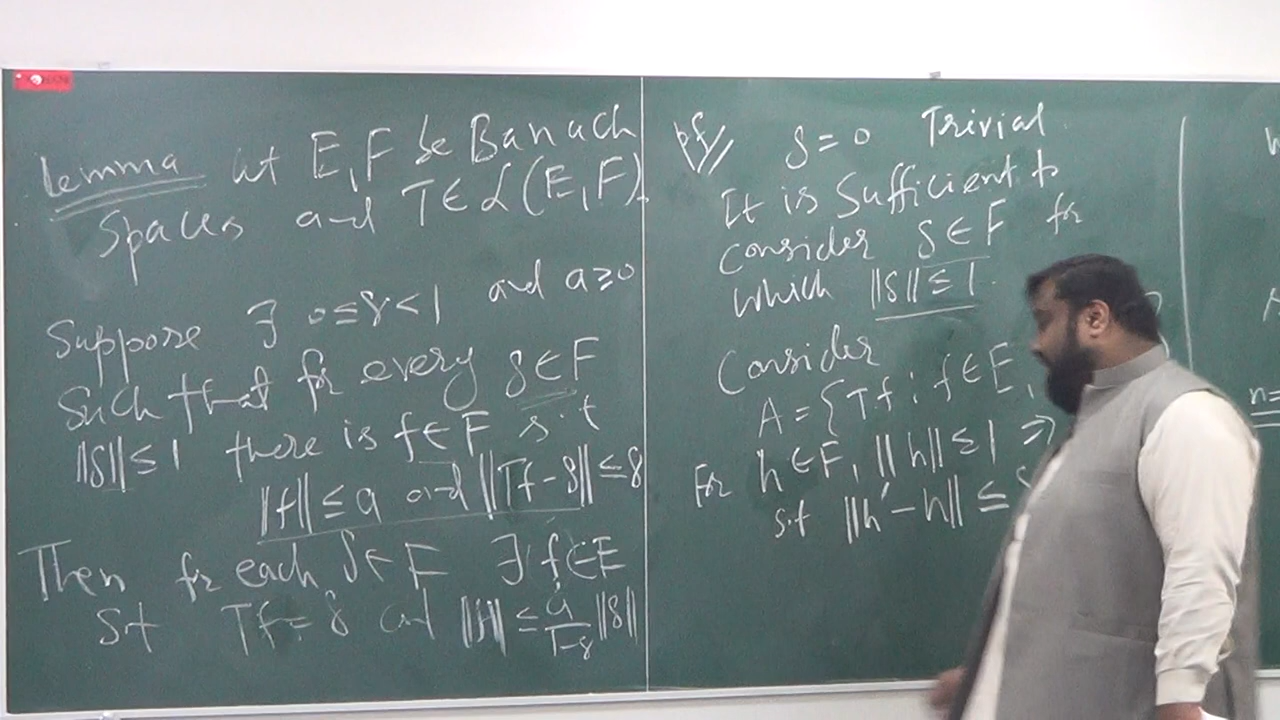 Lemma let E, F be Banach
Spaces and T ∈ L(E, F).
Suppose ∃ 0 ≤ γ < 1 and a ≥ 0
Such that for every g ∈ F
||g|| ≤ 1 there is f ∈ F s.t
||f|| ≤ a and ||Tf - g|| ≤ γ
Then for each g ∈ F ∃ f ∈ E
S.t Tf = g and ||f|| ≤ a/(1-γ) ||g||
pf// g = 0 Trivial.
It is Sufficient to
consider g ∈ F for
which ||g|| ≤ 1.
Consider
A = {Tf : f ∈ E,
For h ∈ F, ||h|| ≤ 1 ⇒
s.t ||h' - h|| ≤
n=